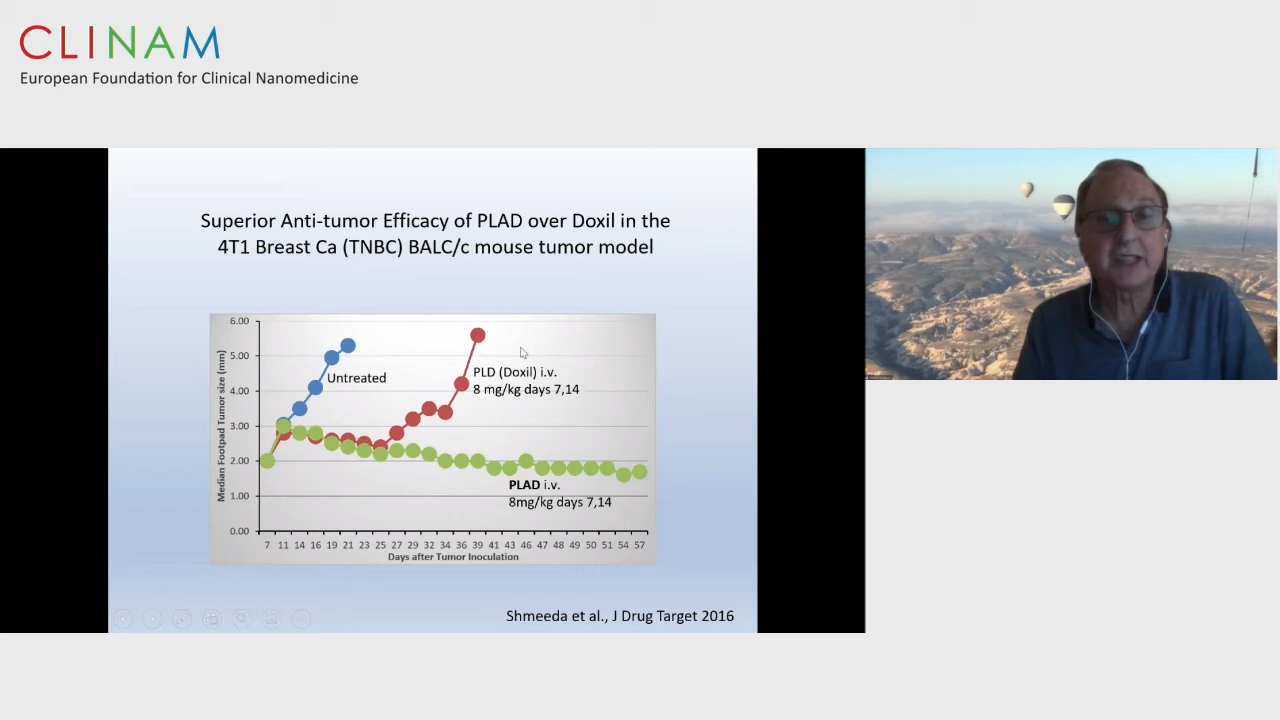 CLINAM
European Foundation for Clinical Nanomedicine
Superior Anti-tumor Efficacy of PLAD over Doxil in the
4T1 Breast Ca (TNBC) BALC/c mouse tumor model
Median Footpad Tumor size (mm)
6.00
5.00
4.00
3.00
2.00
1.00
0.00
Untreated
PLD (Doxil) i.v.
8 mg/kg days 7,14
PLAD i.v.
8mg/kg days 7,14
7 11 14 16 19 21 23 25 27 29 32 34 36 39 41 43 46 47 48 49 50 51 54 57
Days after Tumor Inoculation
Shmeeda et al., J Drug Target 2016